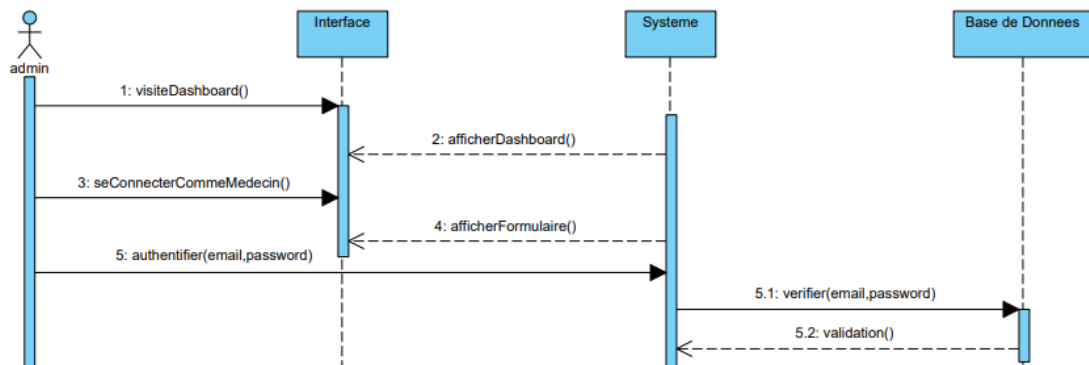 Interface
Systeme
Base de Donnees
admin
1: visiteDashboard()
2: afficherDashboard()
3: seConnecterCommeMedecin()
4: afficherFormulaire()
5: authentifier(email,password)
5.1: verifier(email,password)
5.2: validation()